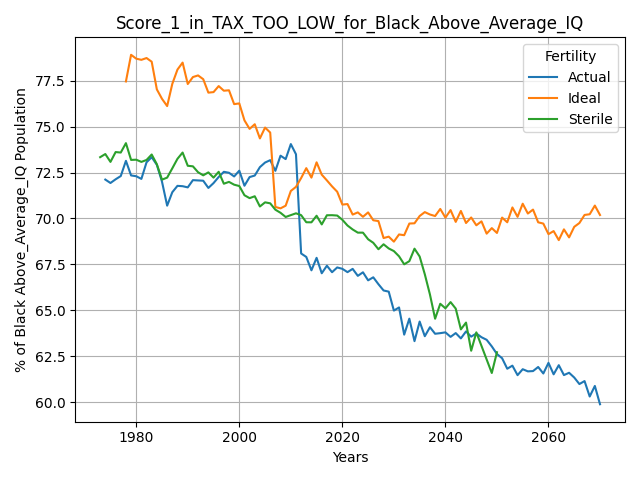 Score_1_in_TAX_TOO_LOW_for_Black_Above_Average_IQ
% of Black Above_Average_IQ Population
77.5
75.0
72.5
70.0
67.5
65.0
62.5
60.0
Fertility
Actual
Ideal
Sterile
1980 2000 2020 2040 2060
Years